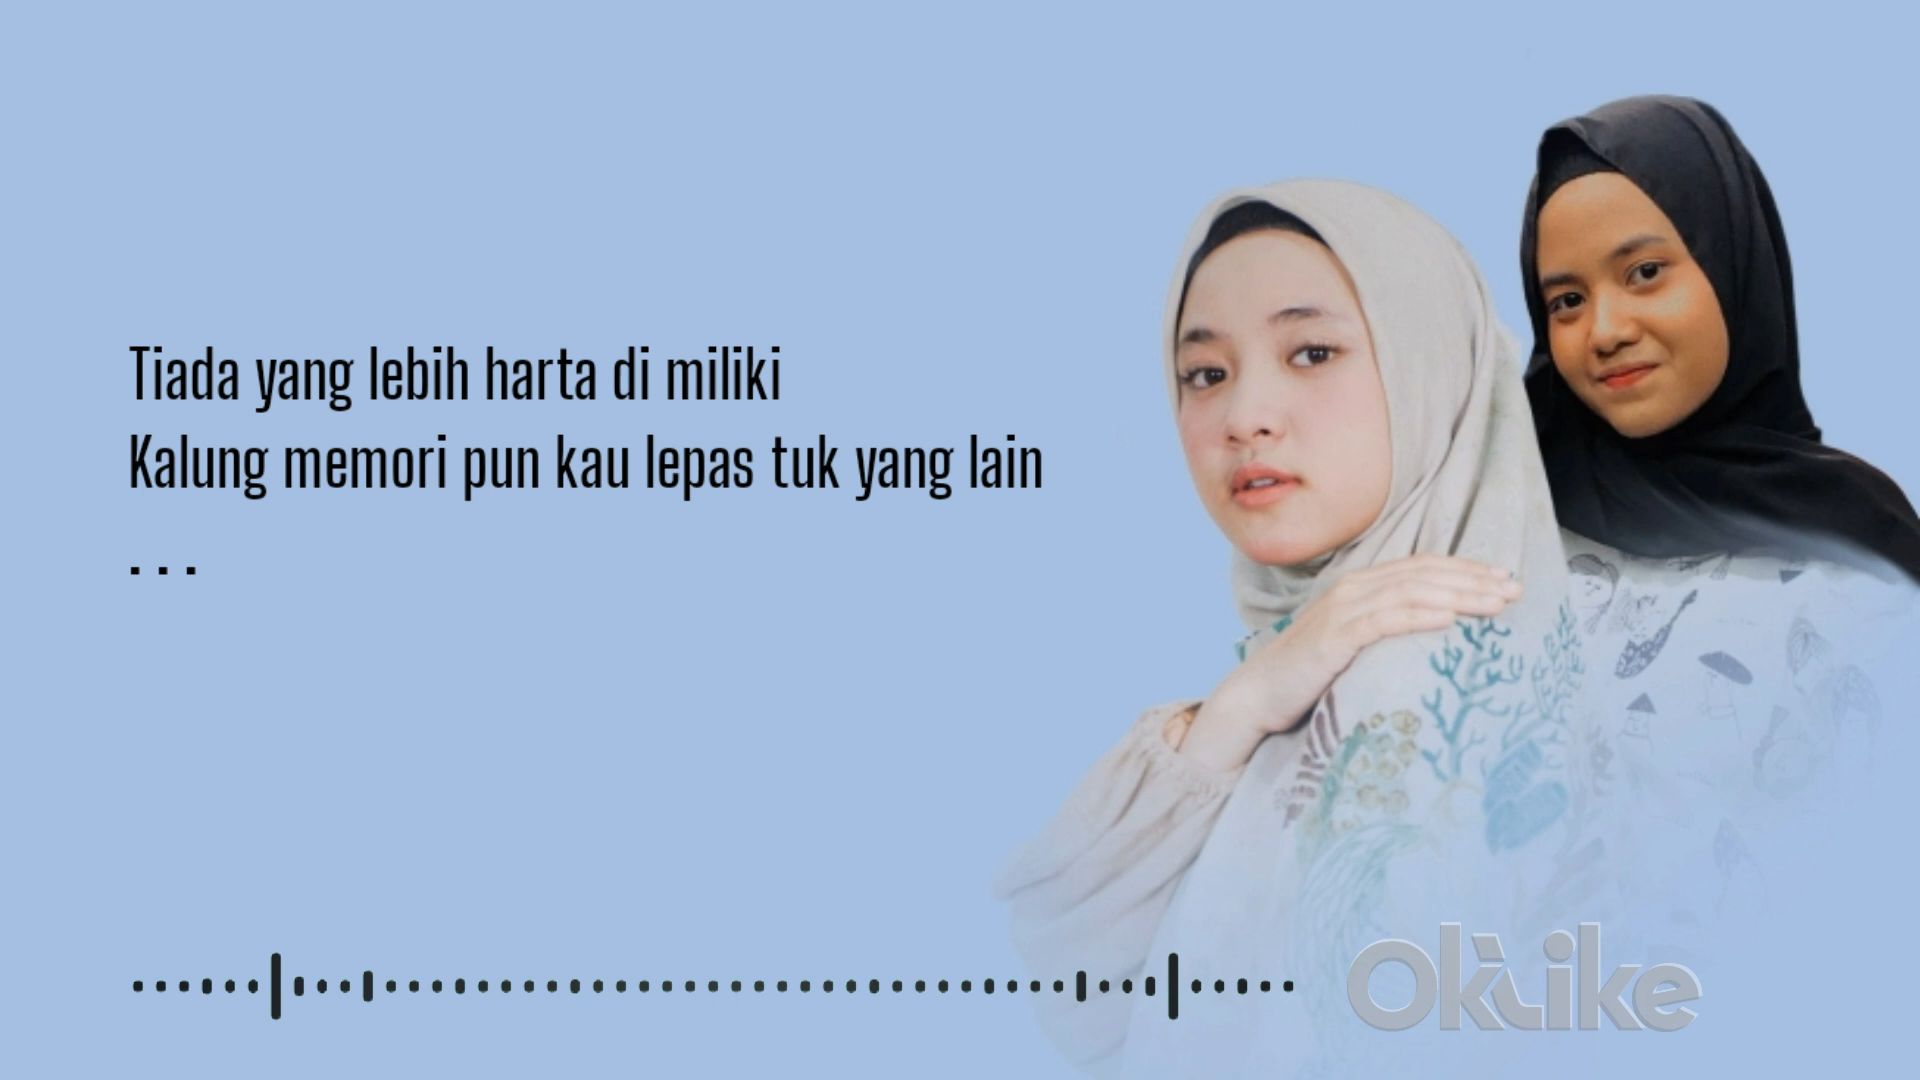 Tiada yang lebih harta di miliki
Kalung memori pun kau lepas tuk yang lain
. . .
OkLike